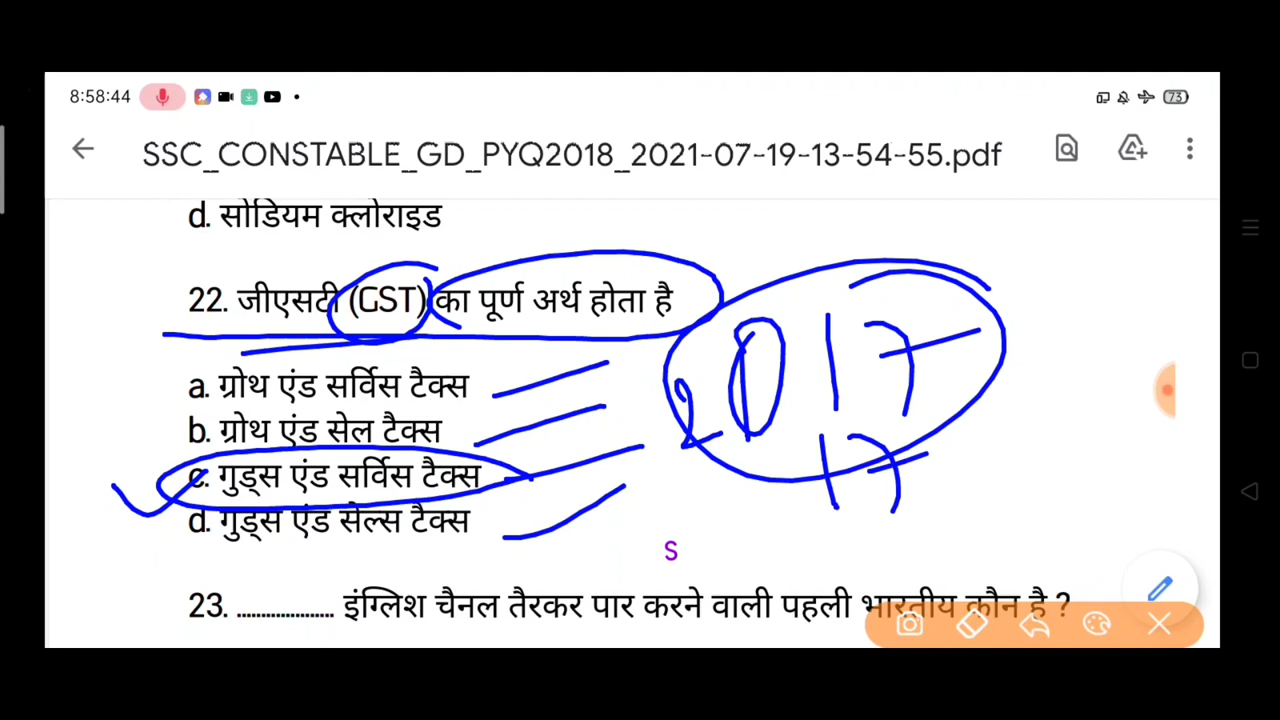 8:58:44 73
SSC_CONSTABLE_GD_PYQ2018_2021-07-19-13-54-55.pdf
d. सोडियम क्लोराइड
22. जीएसटी (GST) का पूर्ण अर्थ होता है
2017
a. ग्रोथ एंड सर्विस टैक्स
b. ग्रोथ एंड सेल टैक्स
17
c. गुड्स एंड सर्विस टैक्स
d. गुड्स एंड सेल्स टैक्स
S
23. .................... इंग्लिश चैनल तैरकर पार करने वाली पहली भारतीय कौन है ?